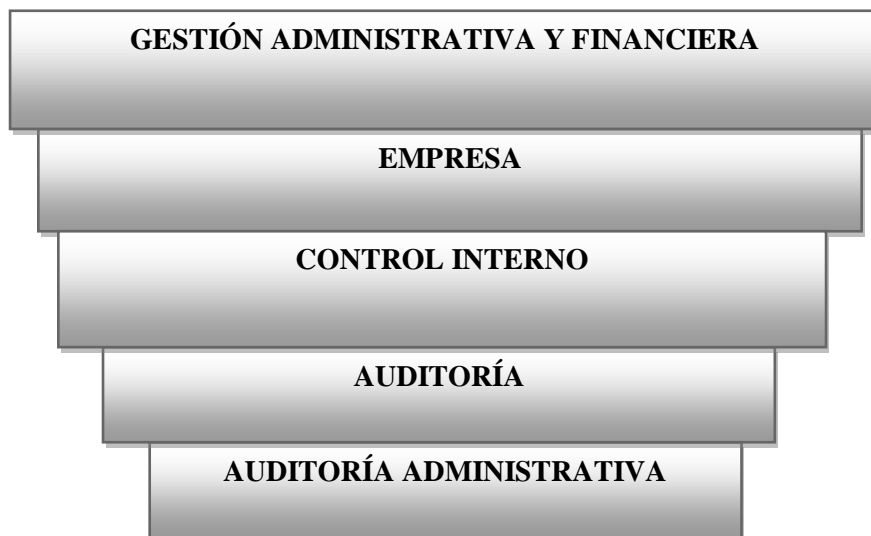 GESTIÓN ADMINISTRATIVA Y FINANCIERA
EMPRESA
CONTROL INTERNO
AUDITORÍA
AUDITORÍA ADMINISTRATIVA